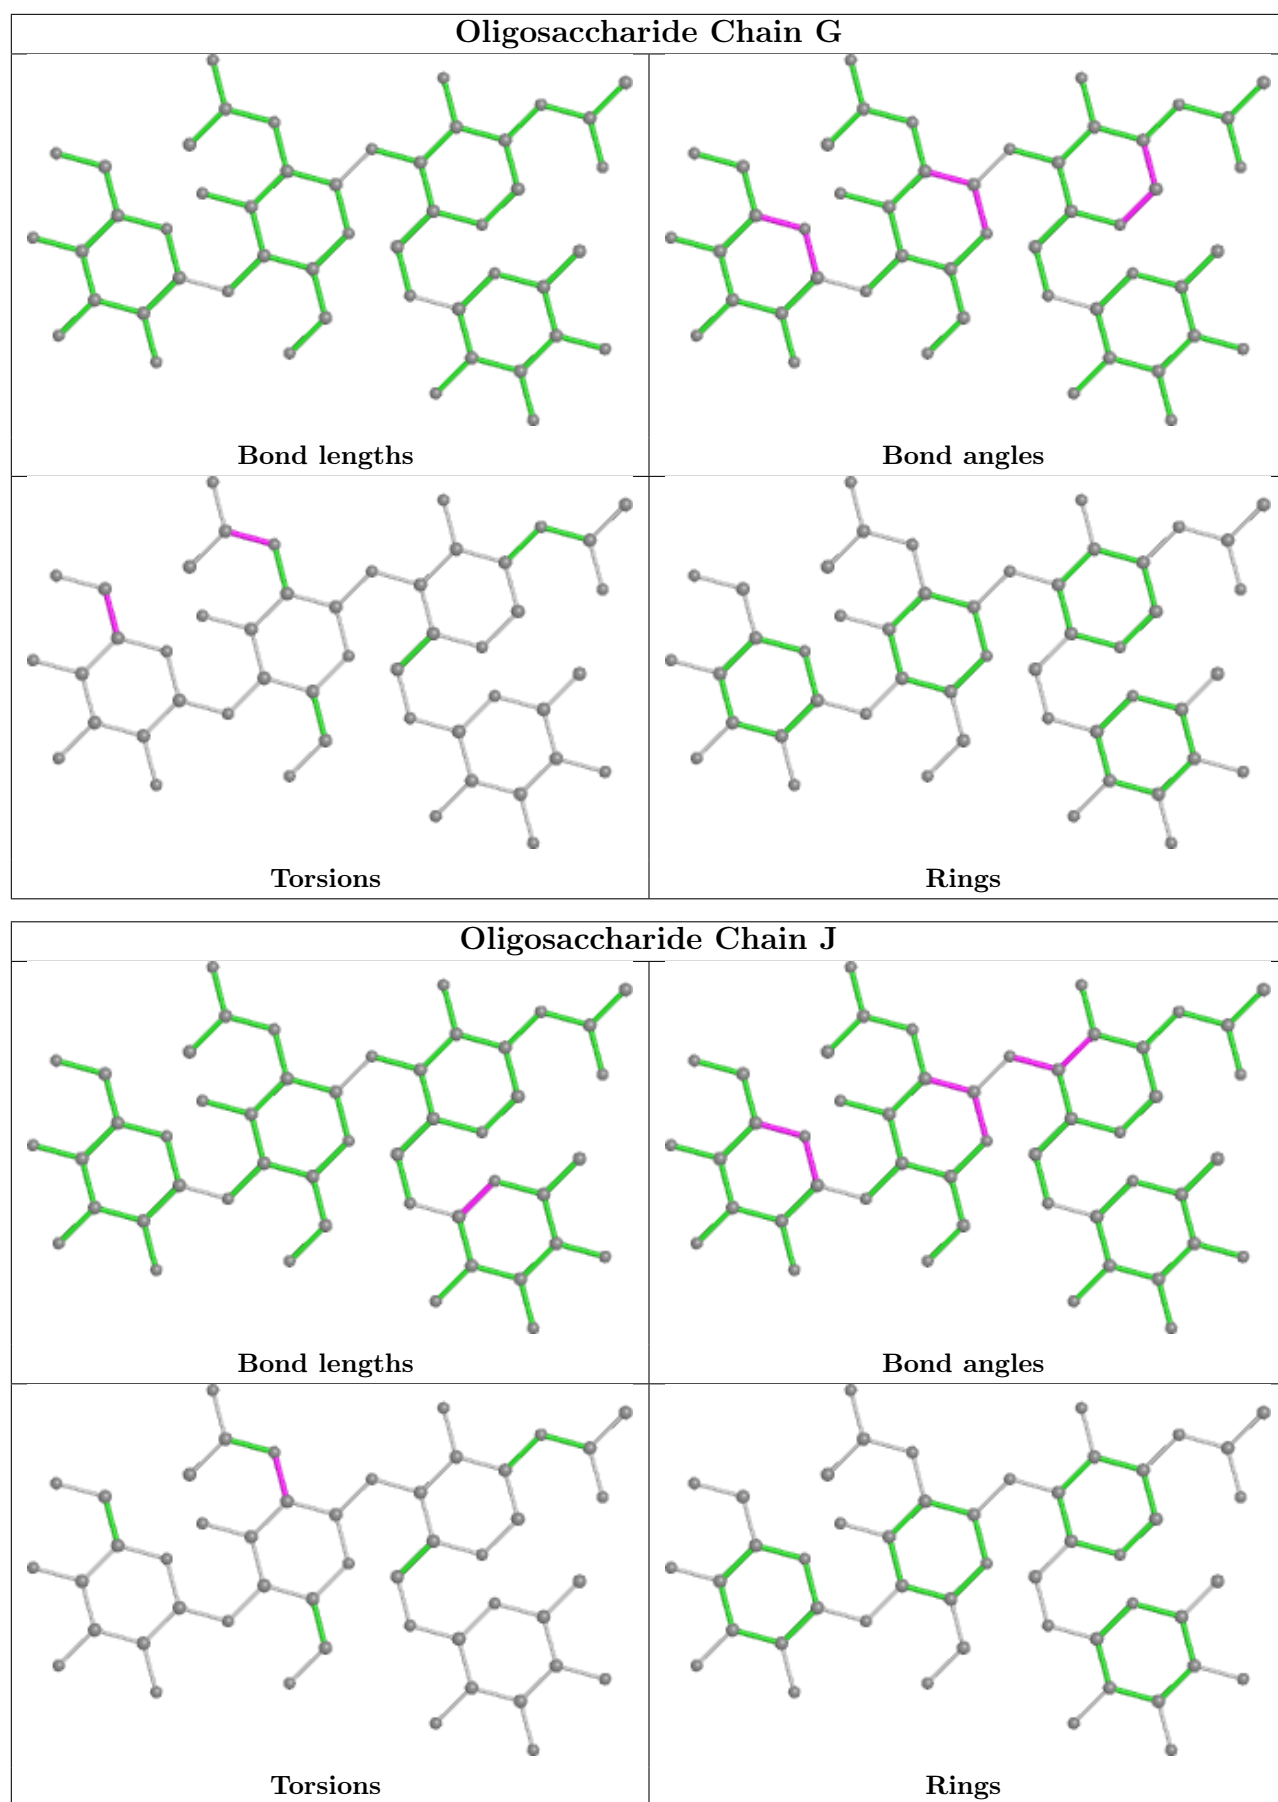 Oligosaccharide Chain G
Bond lengths
Bond angles
Torsions
Rings
Oligosaccharide Chain J
Bond lengths
Bond angles
Torsions
Rings